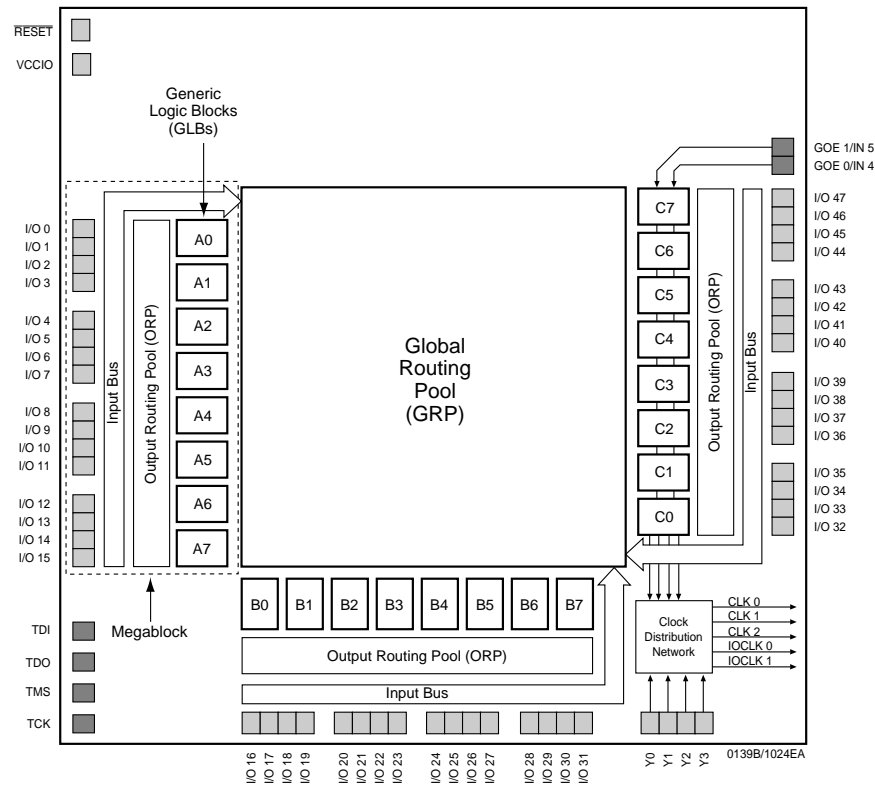 RESET
VCCIO
Generic
Logic Blocks
(GLBs)
GOE 1/IN 5
GOE 0/IN 4
I/O 0
I/O 1
I/O 2
I/O 3
I/O 4
I/O 5
I/O 6
I/O 7
I/O 8
I/O 9
I/O 10
I/O 11
I/O 12
I/O 13
I/O 14
I/O 15
Input Bus
Output Routing Pool (ORP)
A0
A1
A2
A3
A4
A5
A6
A7
Global
Routing
Pool
(GRP)
C7
C6
C5
C4
C3
C2
C1
C0
Output Routing Pool (ORP)
Input Bus
I/O 47
I/O 46
I/O 45
I/O 44
I/O 43
I/O 42
I/O 41
I/O 40
I/O 39
I/O 38
I/O 37
I/O 36
I/O 35
I/O 34
I/O 33
I/O 32
Megablock
TDI
TDO
TMS
TCK
B0 B1 B2 B3 B4 B5 B6 B7
Output Routing Pool (ORP)
Input Bus
I/O 16
I/O 17
I/O 18
I/O 19
I/O 20
I/O 21
I/O 22
I/O 23
I/O 24
I/O 25
I/O 26
I/O 27
I/O 28
I/O 29
I/O 30
I/O 31
Clock
Distribution
Network
CLK 0
CLK 1
CLK 2
IOCLK 0
IOCLK 1
Y0
Y1
Y2
Y3
0139B/1024EA